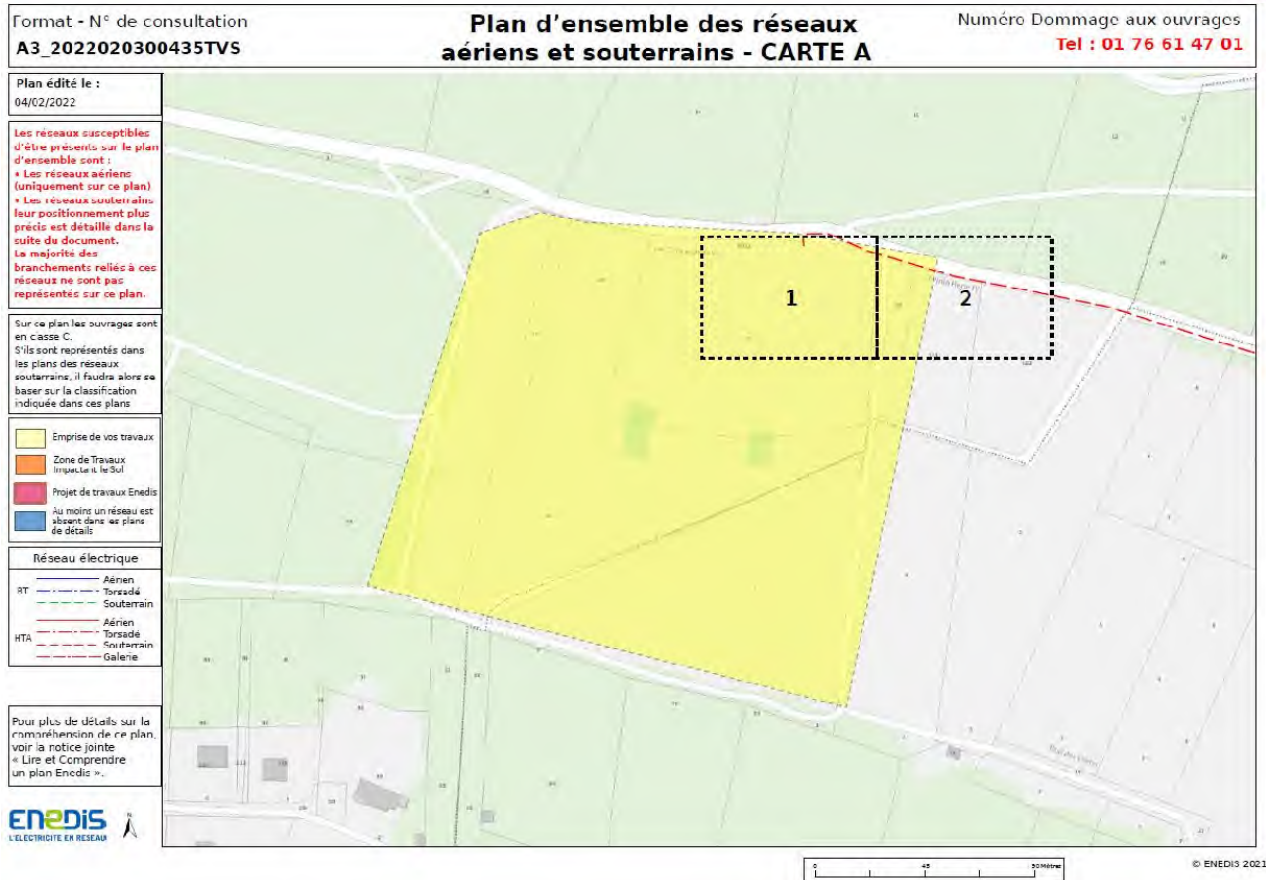 Format - N° de consultation
A3_2022020300435TVS
Plan d'ensemble des réseaux
aériens et souterrains - CARTE A
Numéro Dommage aux ouvrages
Tel : 01 76 61 47 01
Plan édité le :
04/02/2022
Les réseaux susceptibles
d'être présents sur le plan
d'ensemble sont :
• Les réseaux aériens
(uniquement sur ce plan)
• Les réseaux souterrains
leur positionnement plus
précis est détaillé dans la
suite du document.
La majorité des
branchements reliés à ces
réseaux ne sont pas
représentés sur ce plan.
Sur ce plan les ouvrages sont
en classe C.
S'ils sont représentés dans
les plans des réseaux
souterrains, il faudra alors se
baser sur la classification
indiquée dans ces plans
Emprise de vos travaux
Zone de Travaux
Impactant le Sol
Projet de travaux Enedis
Au moins un réseau est
absent dans les plans
de détails
Réseau électrique
BT
Aérien
Torsadé
Souterrain
HTA
Aérien
Torsadé
Souterrain
Galerie
Pour plus de détails sur la
compréhension de ce plan,
voir la notice jointe
« Lire et Comprendre
un plan Enedis ».
ENEDIS
L'ELECTRICITE EN RESEAU
N
1
2
0
45
90 Mètres
© ENEDIS 2021